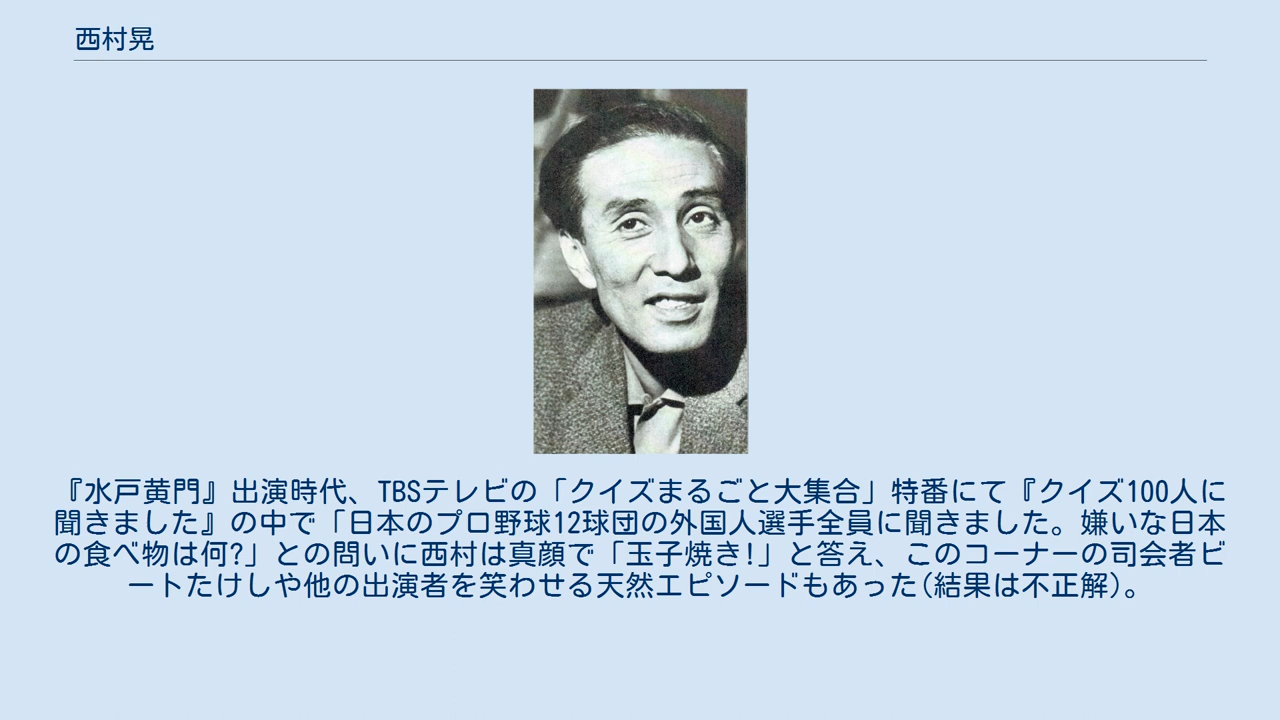 西村晃
『水戸黄門』出演時代、TBSテレビの「クイズまるごと大集合」特番にて『クイズ100人に
聞きました』の中で「日本のプロ野球12球団の外国人選手全員に聞きました。嫌いな日本
の食べ物は何?」との問いに西村は真顔で「玉子焼き!」と答え、このコーナーの司会者ビ
ートたけしや他の出演者を笑わせる天然エピソードもあった(結果は不正解)。